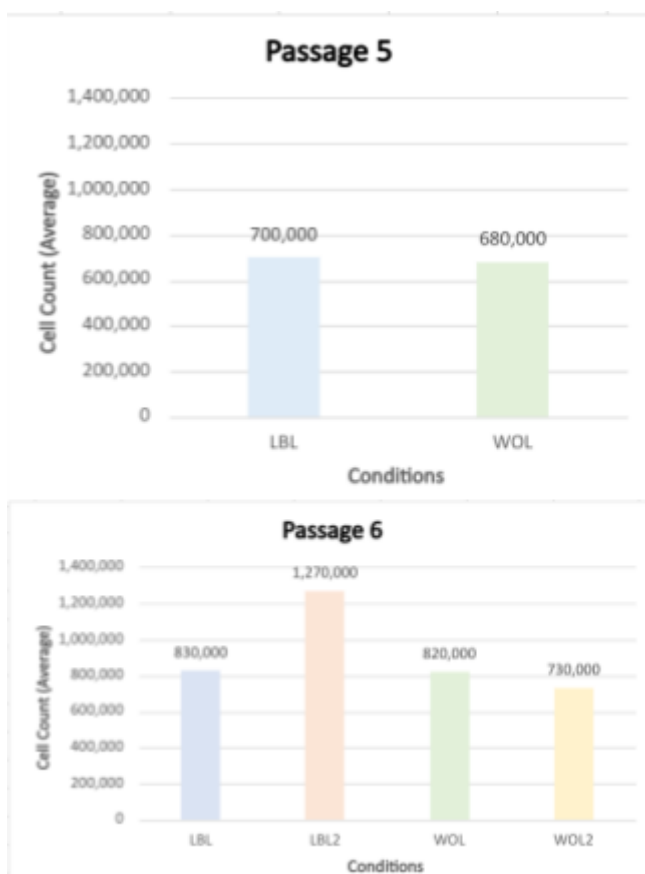 Passage 5
1,400,000
1,200,000
1,000,000
800,000
600,000
400,000
200,000
0
Cell Count (Average)
700,000
680,000
LBL WOL
Conditions
Passage 6
1,400,000
1,200,000
1,000,000
800,000
600,000
400,000
200,000
0
Cell Count (Average)
830,000
1,270,000
820,000
730,000
LBL LBL2 WOL WOL2
Conditions